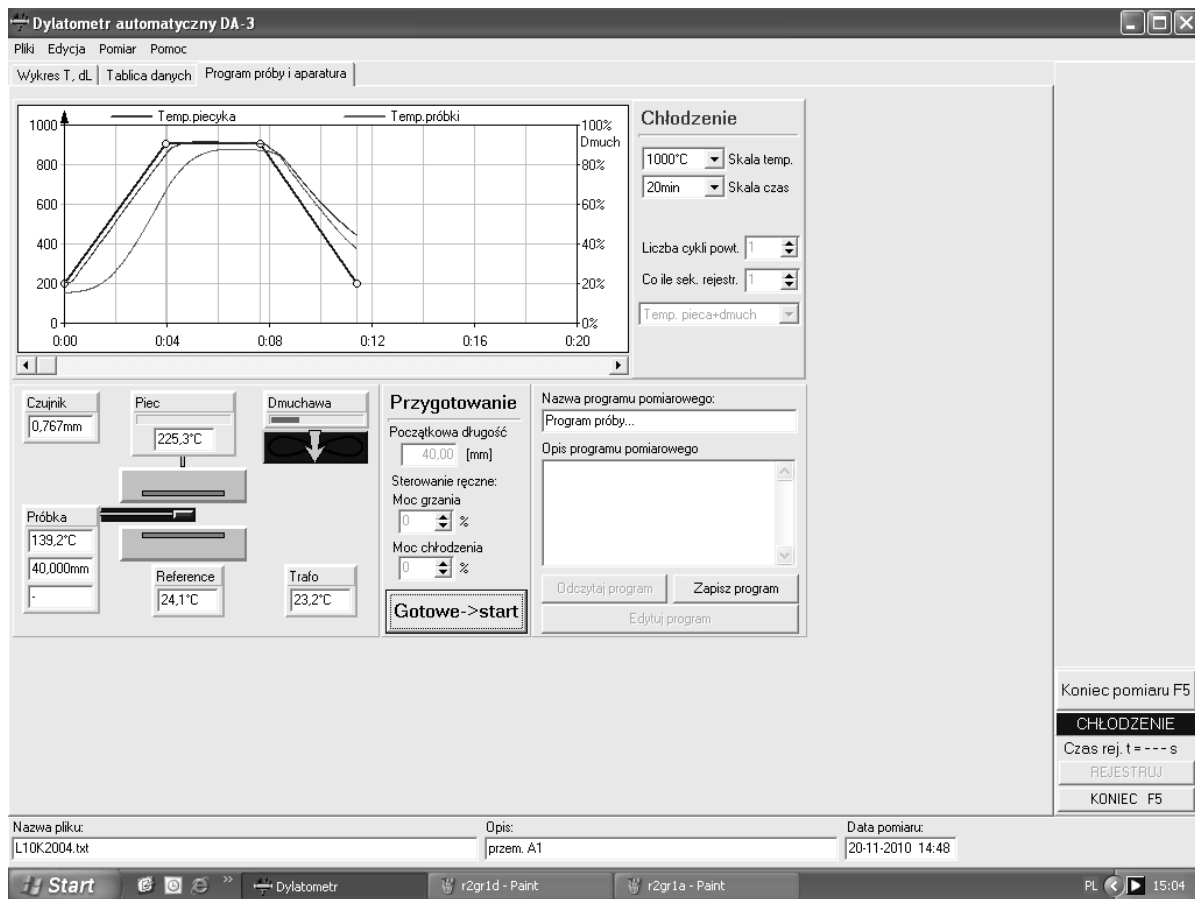 Dylatometr automatyczny DA-3
Pliki Edycja Pomiar Pomoc
Wykres T, dL Tablica danych Program próby i aparatura
Temp.piecyka Temp.próbki
1000
800
600
400
200
0
0:00 0:04 0:08 0:12 0:16 0:20
100%
Dmuch
80%
60%
40%
20%
0%
Chłodzenie
1000°C Skala temp.
20min Skala czas
Liczba cykli powt. 1
Co ile sek. rejestr. 1
Temp. pieca+dmuch
Czujnik
0,767mm
Piec
225,3°C
Dmuchawa
Próbka
139,2°C
40,000mm
-
Reference
24,1°C
Trafo
23,2°C
Przygotowanie
Początkowa długość
40,00 [mm]
Sterowanie ręczne:
Moc grzania
0 %
Moc chłodzenia
0 %
Gotowe->start
Nazwa programu pomiarowego:
Program próby...
Opis programu pomiarowego
Odczytaj program Zapisz program
Edytuj program
Koniec pomiaru F5
CHŁODZENIE
Czas rej. t = - - - s
REJESTRUJ
KONIEC F5
Nazwa pliku: Opis: Data pomiaru:
L10K2004.txt przem. A1 20-11-2010 14:48
Start » Dylatometr r2gr1d - Paint r2gr1a - Paint PL 15:04